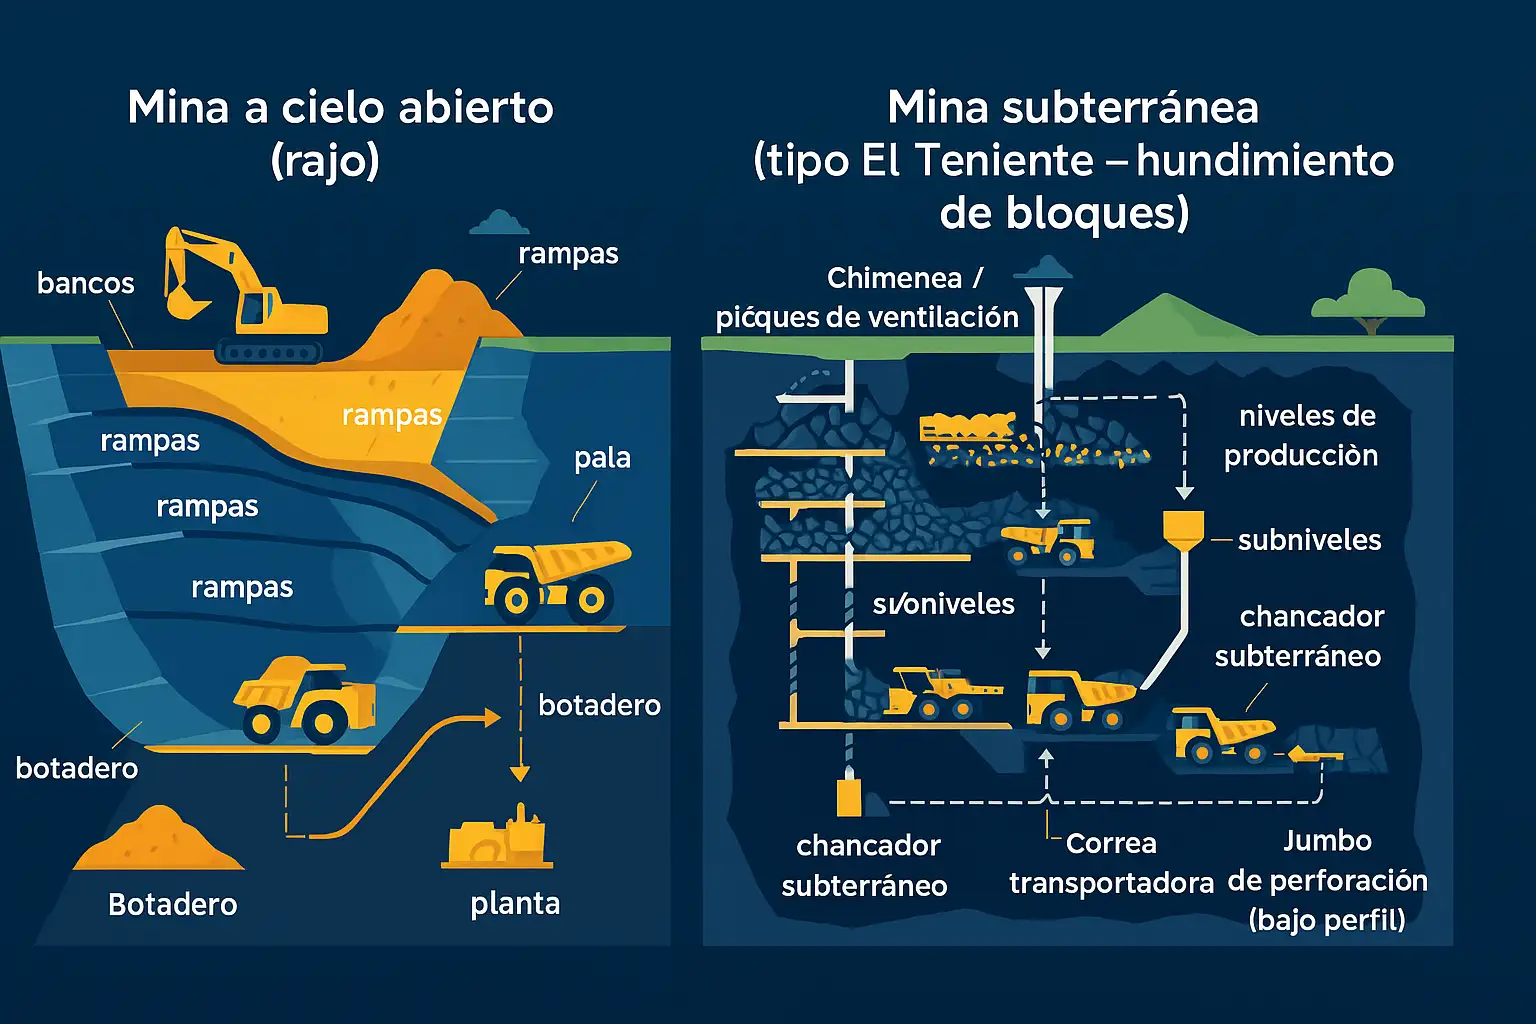 Mina a cielo abierto
(rajo)
bancos
rampas
rampas
rampas
rampas
rampas
pala
botadero
botadero
Botadero
planta
Mina subterránea
(tipo El Teniente – hundimiento
de bloques)
Chimenea /
picques de ventilación
niveles de
producciòn
subniveles
chancador
subterráneo
chancador
subterráneo
Correa
transportadora
Jumbo
de perforación
(bajo perfil)